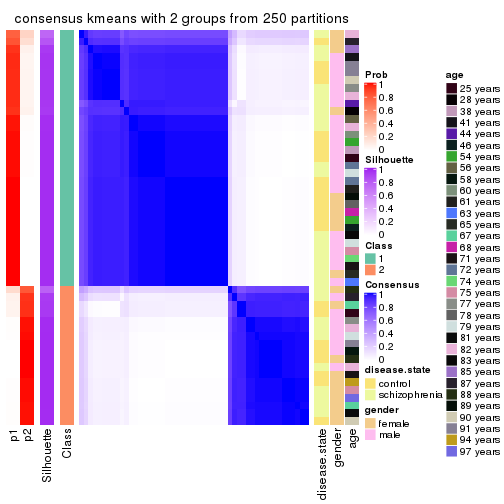 consensus kmeans with 2 groups from 250 partitions
p1
p2
Silhouette
Class
disease.state
gender
age
Prob
1
0.8
0.6
0.4
0.2
0
Silhouette
1
0.8
0.6
0.4
0.2
0
Class
1
2
Consensus
1
0.8
0.6
0.4
0.2
0
disease.state
control
schizophrenia
gender
female
male
age
25 years
28 years
38 years
41 years
44 years
46 years
54 years
56 years
58 years
60 years
61 years
63 years
65 years
67 years
68 years
71 years
72 years
74 years
75 years
77 years
78 years
79 years
81 years
82 years
83 years
85 years
87 years
88 years
89 years
90 years
91 years
94 years
97 years